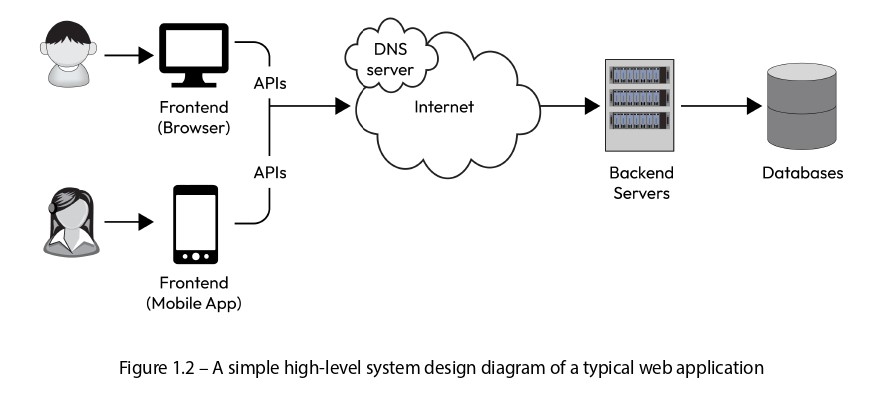 DNS
server
APIs
Frontend
(Browser)
Internet
APIs
Backend
Servers
Databases
Frontend
(Mobile App)
Figure 1.2 – A simple high-level system design diagram of a typical web application